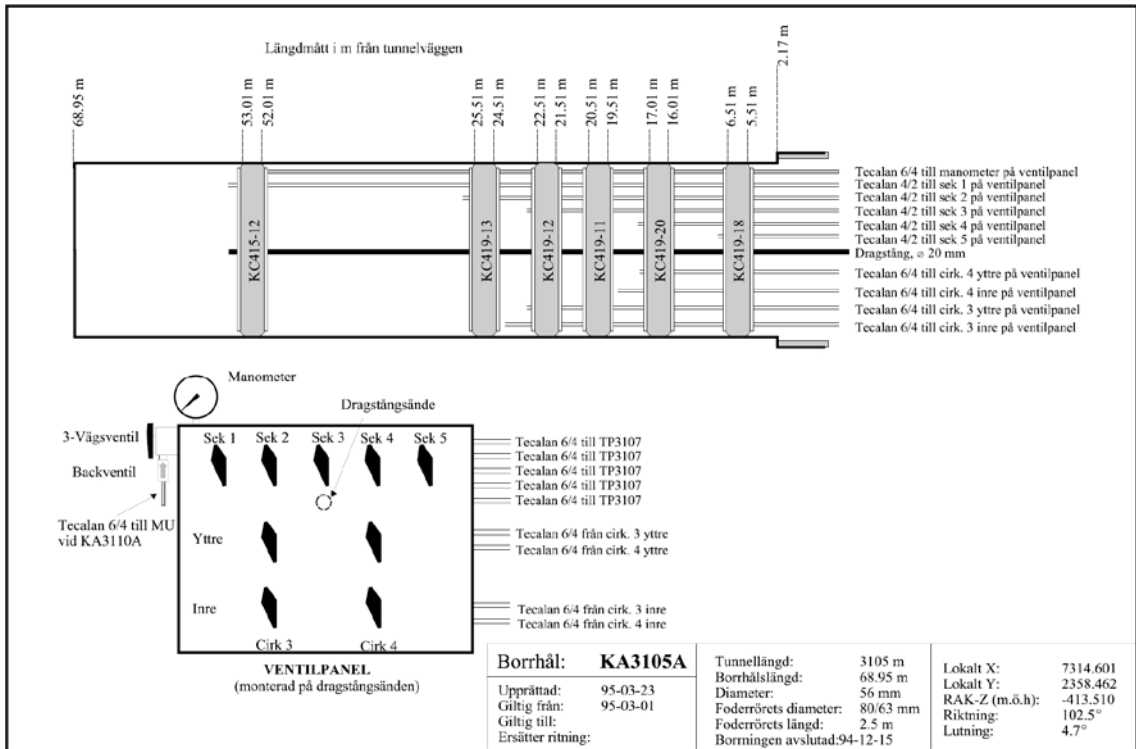 Längdmått i m från tunnelväggen
68.95 m
53.01 m
52.01 m
25.51 m
24.51 m
22.51 m
21.51 m
20.51 m
19.51 m
17.01 m
16.01 m
6.51 m
5.51 m
2.17 m
KC415-12
KC419-13
KC419-12
KC419-11
KC419-20
KC419-18
Tecalan 6/4 till manometer på ventilpanel
Tecalan 4/2 till sek 1 på ventilpanel
Tecalan 4/2 till sek 2 på ventilpanel
Tecalan 4/2 till sek 3 på ventilpanel
Tecalan 4/2 till sek 4 på ventilpanel
Tecalan 4/2 till sek 5 på ventilpanel
Dragstång, ⌀ 20 mm
Tecalan 6/4 till cirk. 4 yttre på ventilpanel
Tecalan 6/4 till cirk. 4 inre på ventilpanel
Tecalan 6/4 till cirk. 3 yttre på ventilpanel
Tecalan 6/4 till cirk. 3 inre på ventilpanel
Manometer
Dragstångsände
3-Vägsventil
Backventil
Tecalan 6/4 till MU
vid KA3110A
Sek 1 Sek 2 Sek 3 Sek 4 Sek 5
Yttre
Inre
Cirk 3 Cirk 4
Tecalan 6/4 till TP3107
Tecalan 6/4 till TP3107
Tecalan 6/4 till TP3107
Tecalan 6/4 till TP3107
Tecalan 6/4 till TP3107
Tecalan 6/4 från cirk. 3 yttre
Tecalan 6/4 från cirk. 4 yttre
Tecalan 6/4 från cirk. 3 inre
Tecalan 6/4 från cirk. 4 inre
VENTILPANEL
(monterad på dragstångsänden)
Borrhål: KA3105A
Upprättad: 95-03-23
Giltig från: 95-03-01
Giltig till:
Ersätter ritning:
Tunnellängd: 3105 m
Borrhålslängd: 68.95 m
Diameter: 56 mm
Foderrörets diameter: 80/63 mm
Foderrörets längd: 2.5 m
Borrningen avslutad:94-12-15
Lokalt X: 7314.601
Lokalt Y: 2358.462
RAK-Z (m.ö.h): -413.510
Riktning: 102.5°
Lutning: 4.7°